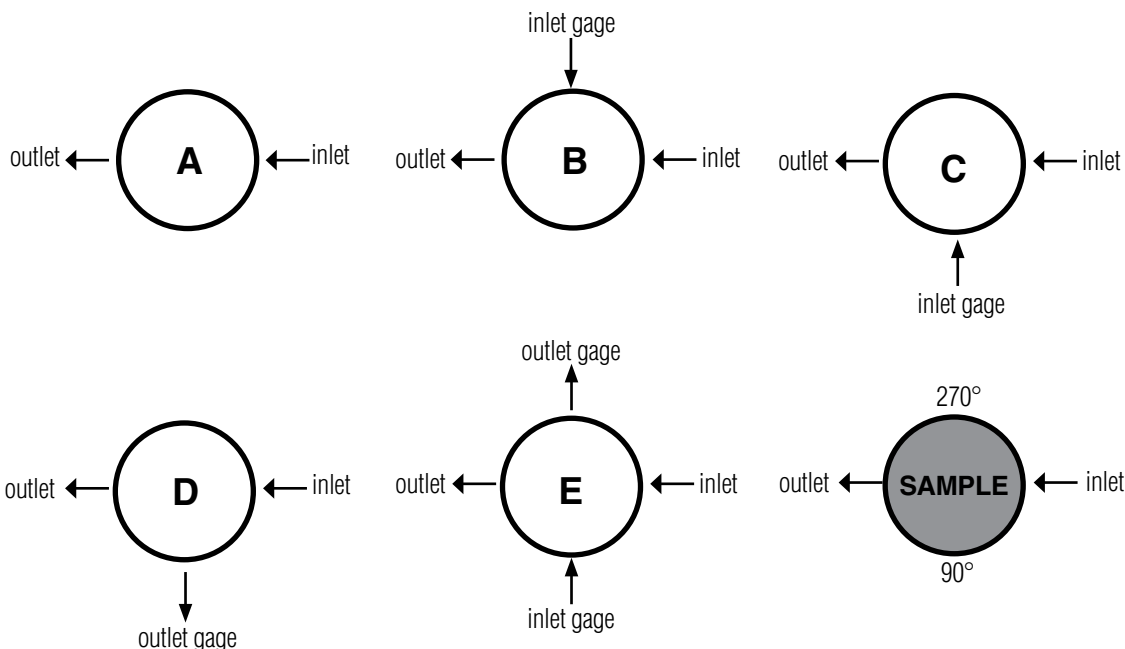 inlet gage
outlet
A
inlet
outlet
B
inlet
outlet
C
inlet
inlet gage
outlet gage
270°
outlet
D
inlet
outlet
E
inlet
outlet
SAMPLE
inlet
90°
inlet gage
outlet gage